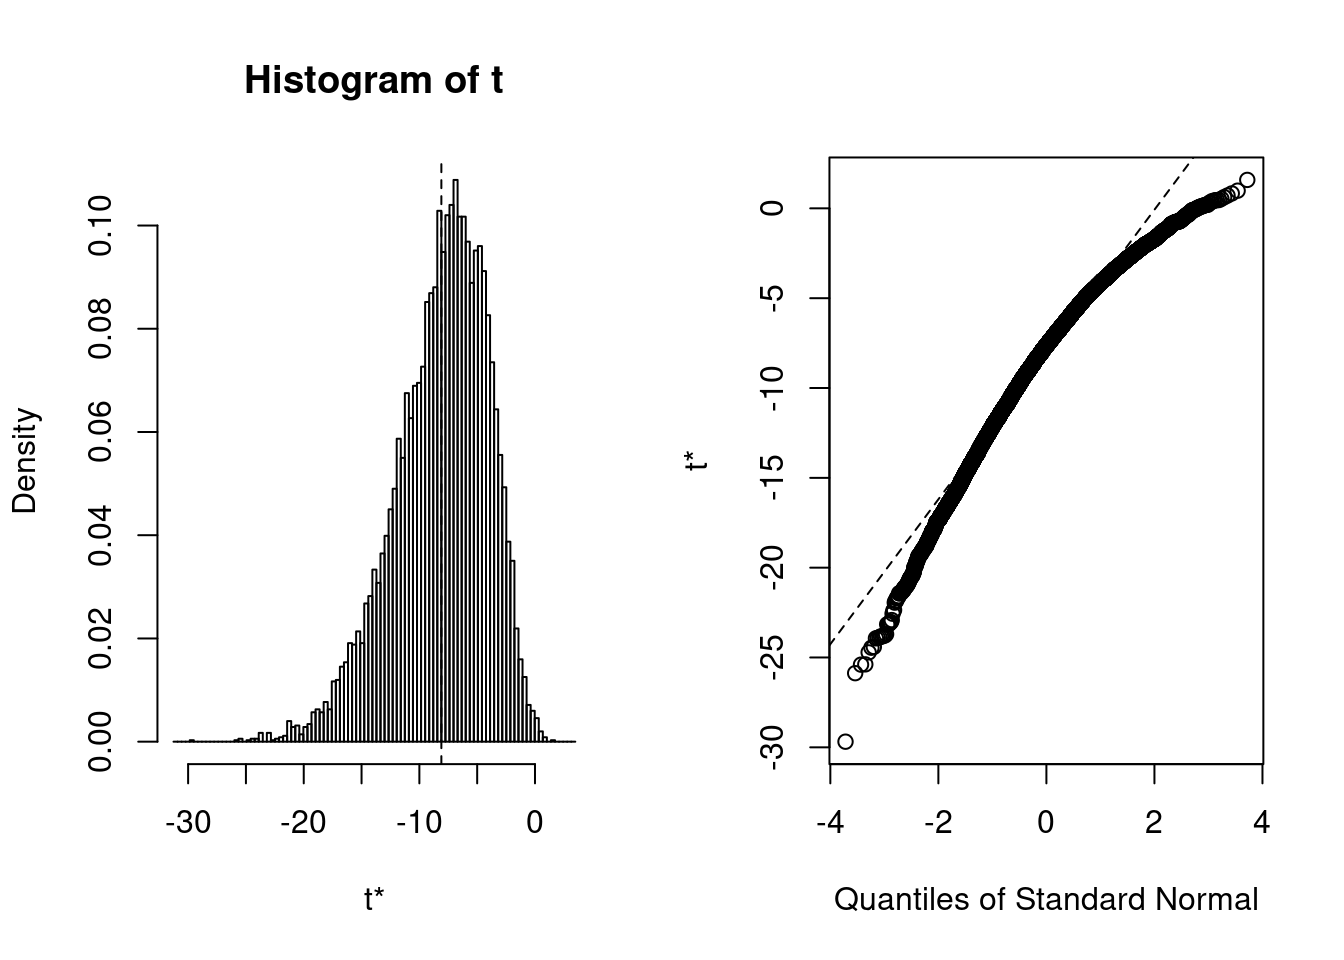 Histogram of t
Density
0.00 0.02 0.04 0.06 0.08 0.10
-30 -20 -10 0
t*
t*
-30 -25 -20 -15 -10 -5 0
-4 -2 0 2 4
Quantiles of Standard Normal